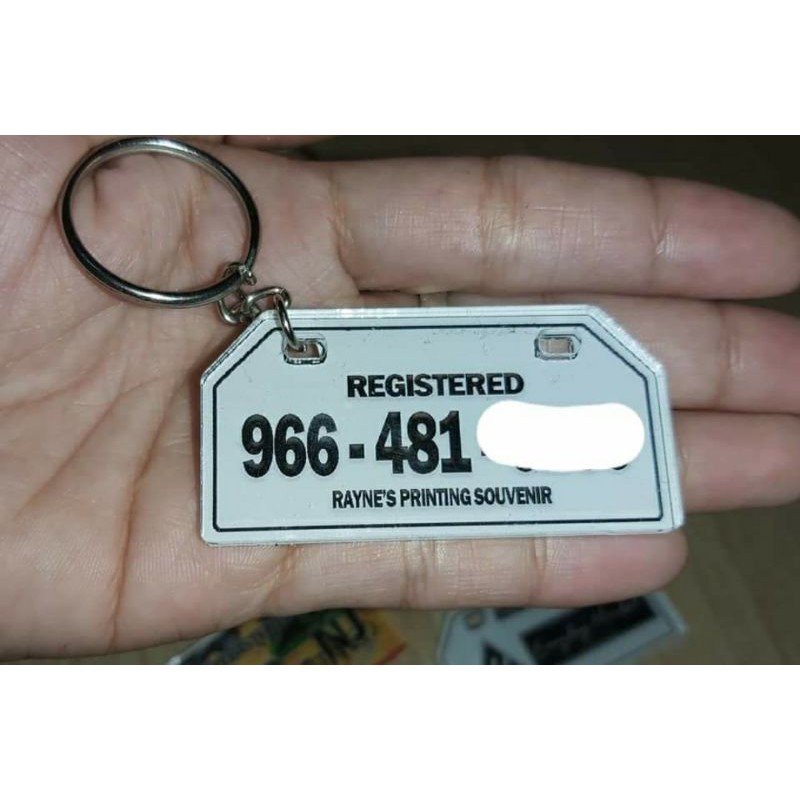 REGISTERED
966-481-
RAYNE'S PRINTING SOUVENIR